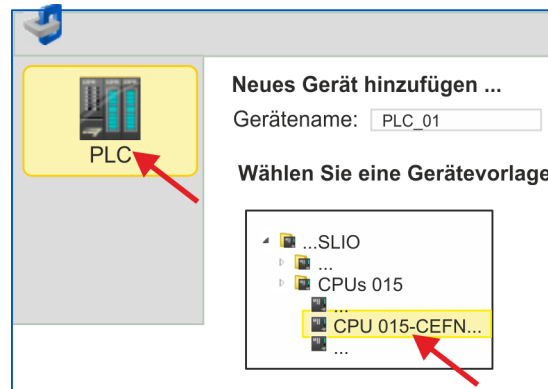 PLC
Neues Gerät hinzufügen ...
Gerätename: PLC_01
Wählen Sie eine Gerätevorlage
...SLIO
...
CPUs 015
...
CPU 015-CEFN...
...